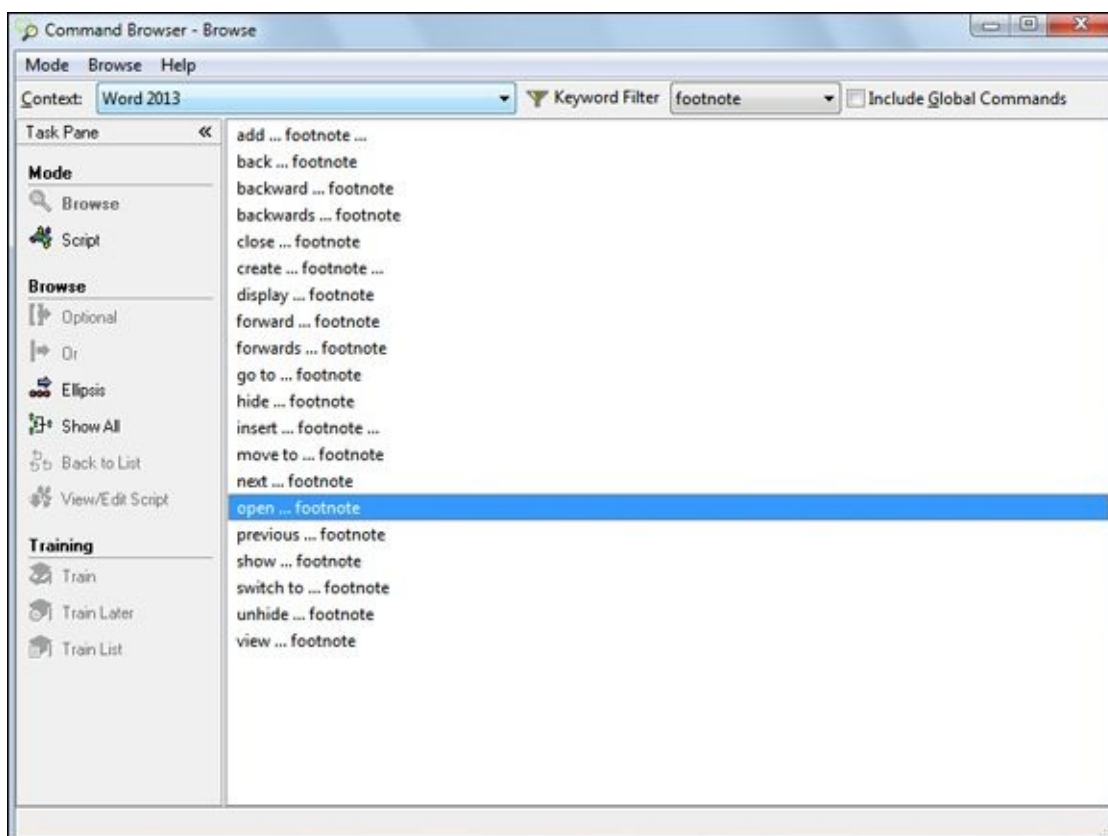 Command Browser - Browse
Mode Browse Help
Context: Word 2013 Keyword Filter footnote Include Global Commands
Task Pane «
Mode
Browse
Script
Browse
Optional
Or
Ellipsis
Show All
Back to List
View/Edit Script
Training
Train
Train Later
Train List
add ... footnote ...
back ... footnote
backward ... footnote
backwards ... footnote
close ... footnote
create ... footnote ...
display ... footnote
forward ... footnote
forwards ... footnote
go to ... footnote
hide ... footnote
insert ... footnote ...
move to ... footnote
next ... footnote
open ... footnote
previous ... footnote
show ... footnote
switch to ... footnote
unhide ... footnote
view ... footnote